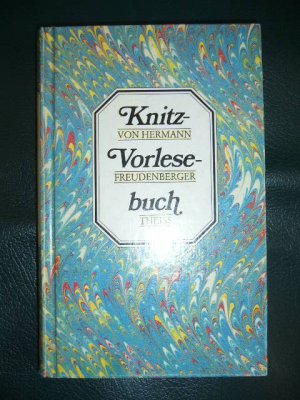 Knitz-
VON HERMANN
Vorlese-
FREUDENBERGER
buch
THEISS